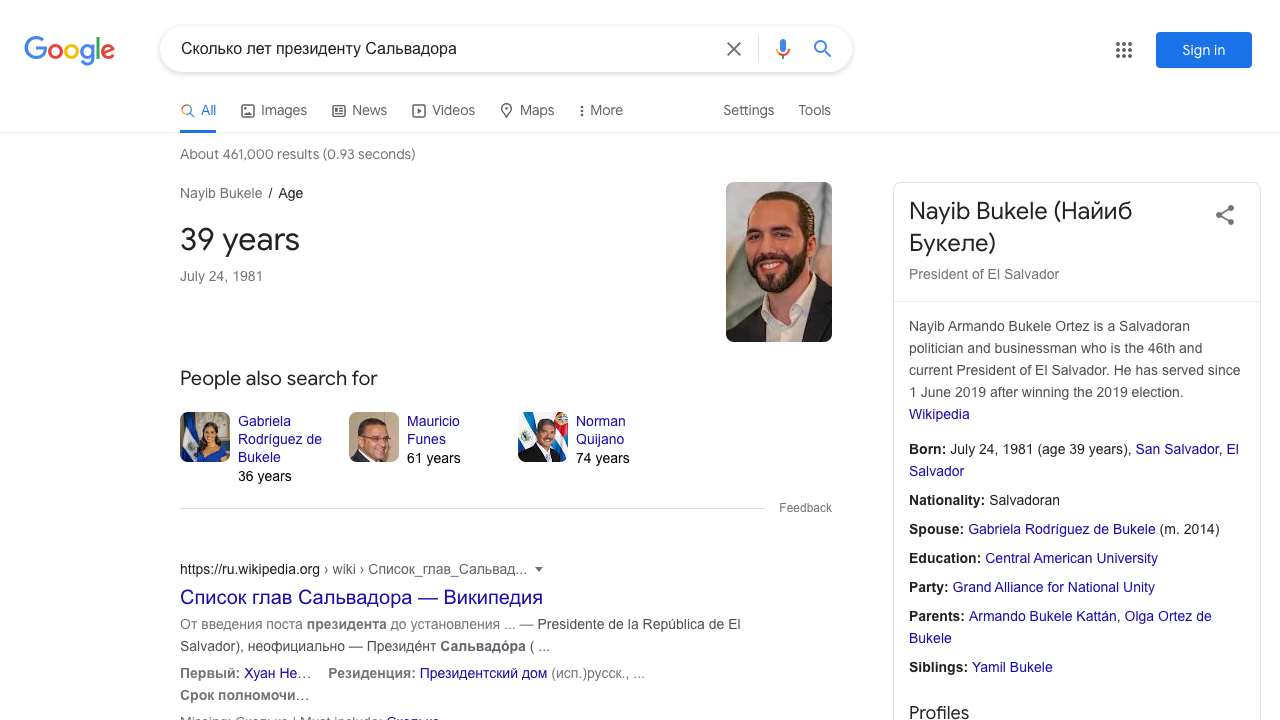 Google
Сколько лет президенту Сальвадора
Sign in
All
Images
News
Videos
Maps
More
Settings
Tools
About 461,000 results (0.93 seconds)
Nayib Bukele / Age
39 years
July 24, 1981
People also search for
Gabriela
Rodríguez de
Bukele
36 years
Mauricio
Funes
61 years
Norman
Quijano
74 years
Feedback
https://ru.wikipedia.org › wiki › Список_глав_Сальвад...
Список глав Сальвадора — Википедия
От введения поста президента до установления ... — Presidente de la República de El
Salvador), неофициально — Президе́нт Сальвадо́ра ( ...
Первый: Хуан Не… Резиденция: Президентский дом (исп.)русск., ...
Срок полномочи…
Missing: Сколько | Must include: Сколько
Nayib Bukele (Найиб
Букеле)
President of El Salvador
Nayib Armando Bukele Ortez is a Salvadoran
politician and businessman who is the 46th and
current President of El Salvador. He has served since
1 June 2019 after winning the 2019 election.
Wikipedia
Born: July 24, 1981 (age 39 years), San Salvador, El
Salvador
Nationality: Salvadoran
Spouse: Gabriela Rodríguez de Bukele (m. 2014)
Education: Central American University
Party: Grand Alliance for National Unity
Parents: Armando Bukele Kattán, Olga Ortez de
Bukele
Siblings: Yamil Bukele
Profiles